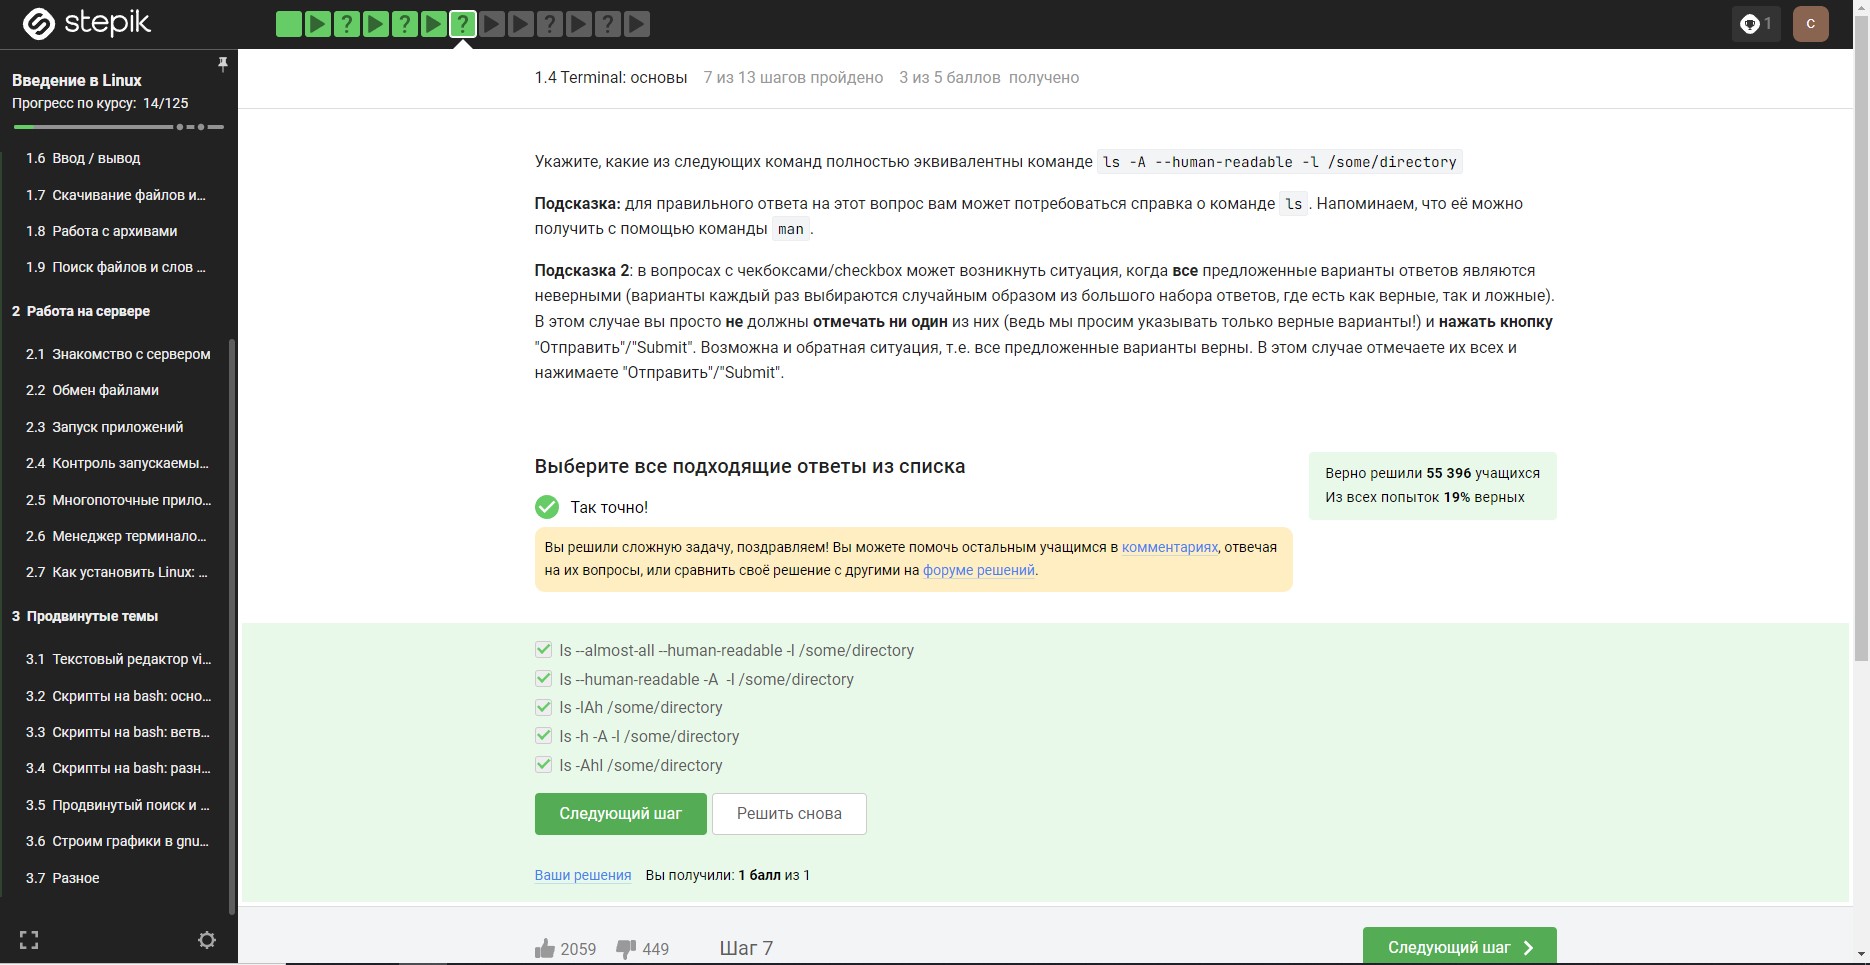 stepik
1
C
Введение в Linux
Прогресс по курсу: 14/125
1.6 Ввод / вывод
1.7 Скачивание файлов и…
1.8 Работа с архивами
1.9 Поиск файлов и слов …
2 Работа на сервере
2.1 Знакомство с сервером
2.2 Обмен файлами
2.3 Запуск приложений
2.4 Контроль запускаемы…
2.5 Многопоточные прило…
2.6 Менеджер терминало…
2.7 Как установить Linux: …
3 Продвинутые темы
3.1 Текстовый редактор vi…
3.2 Скрипты на bash: осно…
3.3 Скрипты на bash: ветв…
3.4 Скрипты на bash: разн…
3.5 Продвинутый поиск и …
3.6 Строим графики в gnu…
3.7 Разное
1.4 Terminal: основы 7 из 13 шагов пройдено 3 из 5 баллов получено
Укажите, какие из следующих команд полностью эквивалентны команде ls -A --human-readable -l /some/directory
Подсказка: для правильного ответа на этот вопрос вам может потребоваться справка о команде ls. Напоминаем, что её можно
получить с помощью команды man.
Подсказка 2: в вопросах с чекбоксами/checkbox может возникнуть ситуация, когда все предложенные варианты ответов являются
неверными (варианты каждый раз выбираются случайным образом из большого набора ответов, где есть как верные, так и ложные).
В этом случае вы просто не должны отмечать ни один из них (ведь мы просим указывать только верные варианты!) и нажать кнопку
"Отправить"/"Submit". Возможна и обратная ситуация, т.е. все предложенные варианты верны. В этом случае отмечаете их всех и
нажимаете "Отправить"/"Submit".
Выберите все подходящие ответы из списка
Верно решили 55 396 учащихся
Из всех попыток 19% верных
Так точно!
Вы решили сложную задачу, поздравляем! Вы можете помочь остальным учащимся в комментариях, отвечая
на их вопросы, или сравнить своё решение с другими на форуме решений.
ls --almost-all --human-readable -l /some/directory
ls --human-readable -A  -l /some/directory
ls -lAh /some/directory
ls -h -A -l /some/directory
ls -Ahl /some/directory
Следующий шаг Решить снова
Ваши решения Вы получили: 1 балл из 1
2059 449 Шаг 7 Следующий шаг